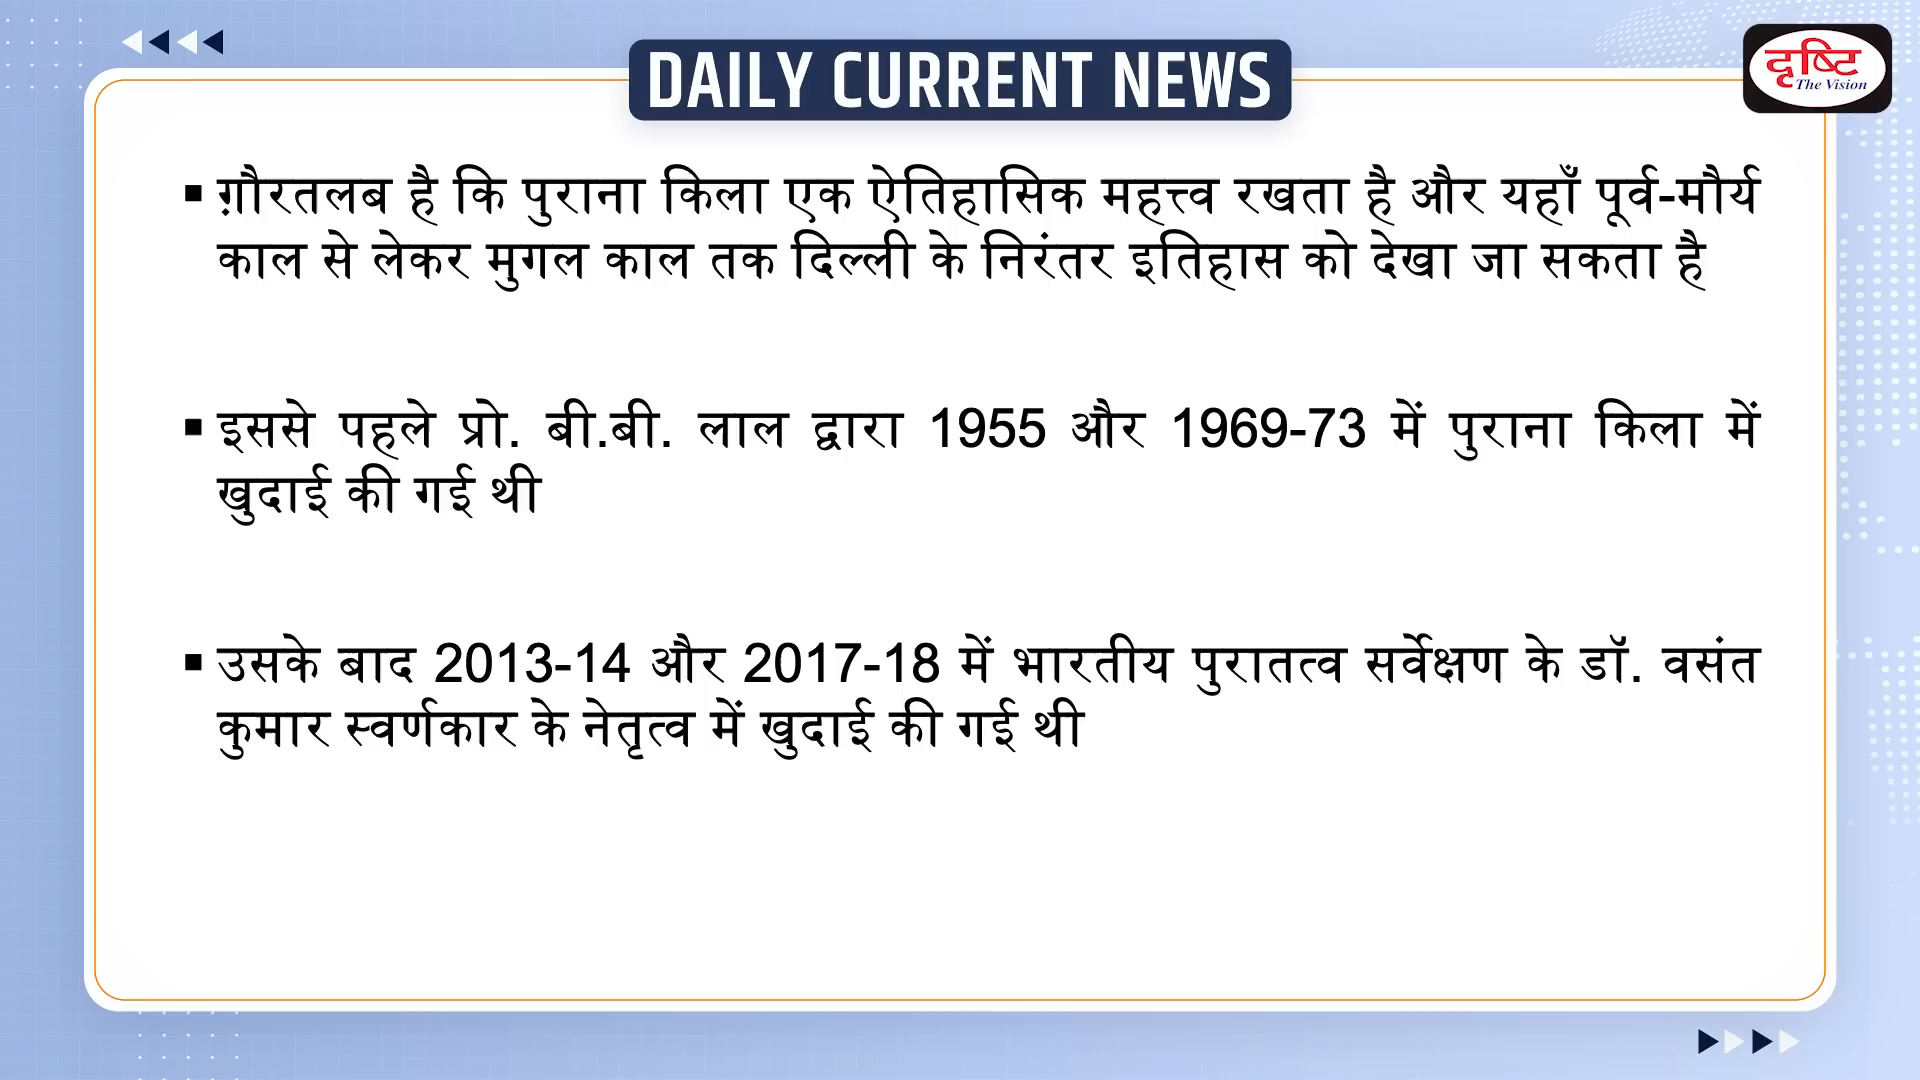 DAILY CURRENT NEWS
दृष्टि
The Vision
▪ ग़ौरतलब है कि पुराना किला एक ऐतिहासिक महत्त्व रखता है और यहाँ पूर्व-मौर्य
काल से लेकर मुगल काल तक दिल्ली के निरंतर इतिहास को देखा जा सकता है
▪ इससे पहले प्रो. बी.बी. लाल द्वारा 1955 और 1969-73 में पुराना किला में
खुदाई की गई थी
▪ उसके बाद 2013-14 और 2017-18 में भारतीय पुरातत्व सर्वेक्षण के डॉ. वसंत
कुमार स्वर्णकार के नेतृत्व में खुदाई की गई थी